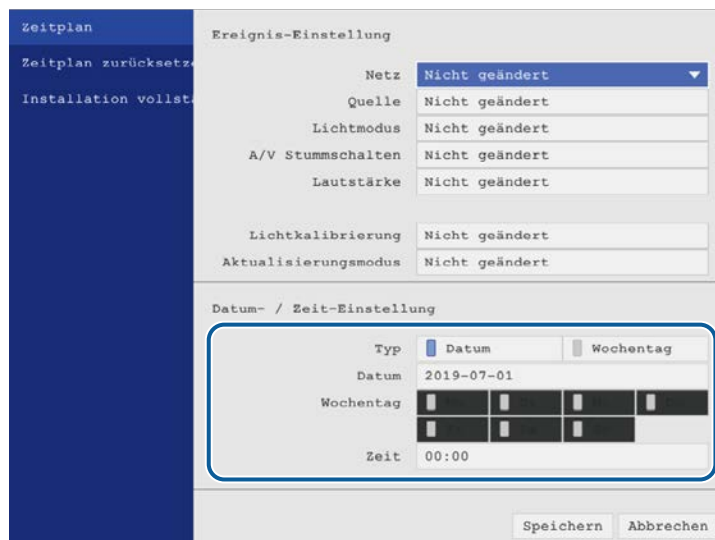 Zeitplan
Zeitplan zurücksetze
Installation vollstä
Ereignis-Einstellung
Netz Nicht geändert
Quelle Nicht geändert
Lichtmodus Nicht geändert
A/V Stummschalten Nicht geändert
Lautstärke Nicht geändert
Lichtkalibrierung Nicht geändert
Aktualisierungsmodus Nicht geändert
Datum- / Zeit-Einstellung
Typ Datum Wochentag
Datum 2019-07-01
Wochentag
Zeit 00:00
Speichern Abbrechen